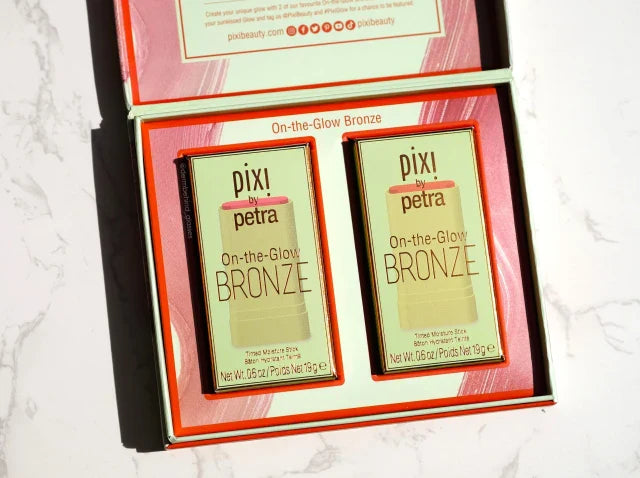 Create your unique glow with 2 of our favourite On-the-Glow
your sunkissed Glow and tag us @PixiBeauty and #PixiGlow for a chance to be featured
pixibeauty.com
On-the-Glow Bronze
pixi
by
petra
On-the-Glow
BRONZE
Tinted Moisture Stick
Bâton Hydratant Teinté
Net Wt. 0.6 oz / Poids Net 19 g e
pixi
by
petra
On-the-Glow
BRONZE
Tinted Moisture Stick
Bâton Hydratant Teinté
Net Wt. 0.6 oz / Poids Net 19 g e